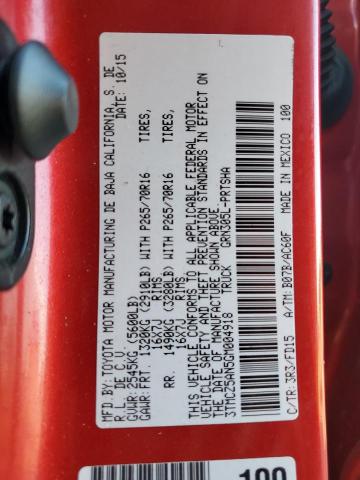 MFD.BY: TOYOTA MOTOR MANUFACTURING DE BAJA CALIFORNIA, S. DE
R.L. DE C.V. DATE: 10/15
GVWR: 2545KG (5600LB)
GAWR: FRT. 1320KG (2910LB) WITH P265/70R16 TIRES,
16X7J RIMS
RR. 1490KG (3280LB) WITH P265/70R16 TIRES,
16X7J RIMS
THIS VEHICLE CONFORMS TO ALL APPLICABLE FEDERAL MOTOR
VEHICLE SAFETY AND THEFT PREVENTION STANDARDS IN EFFECT ON
THE DATE OF MANUFACTURE SHOWN ABOVE.
3TMCZ5AN5GM004918 TRUCK GRN305L-PRTSHA
C/TR: 3R3/FD15 A/TM: B07B/AC60F MADE IN MEXICO 100
100